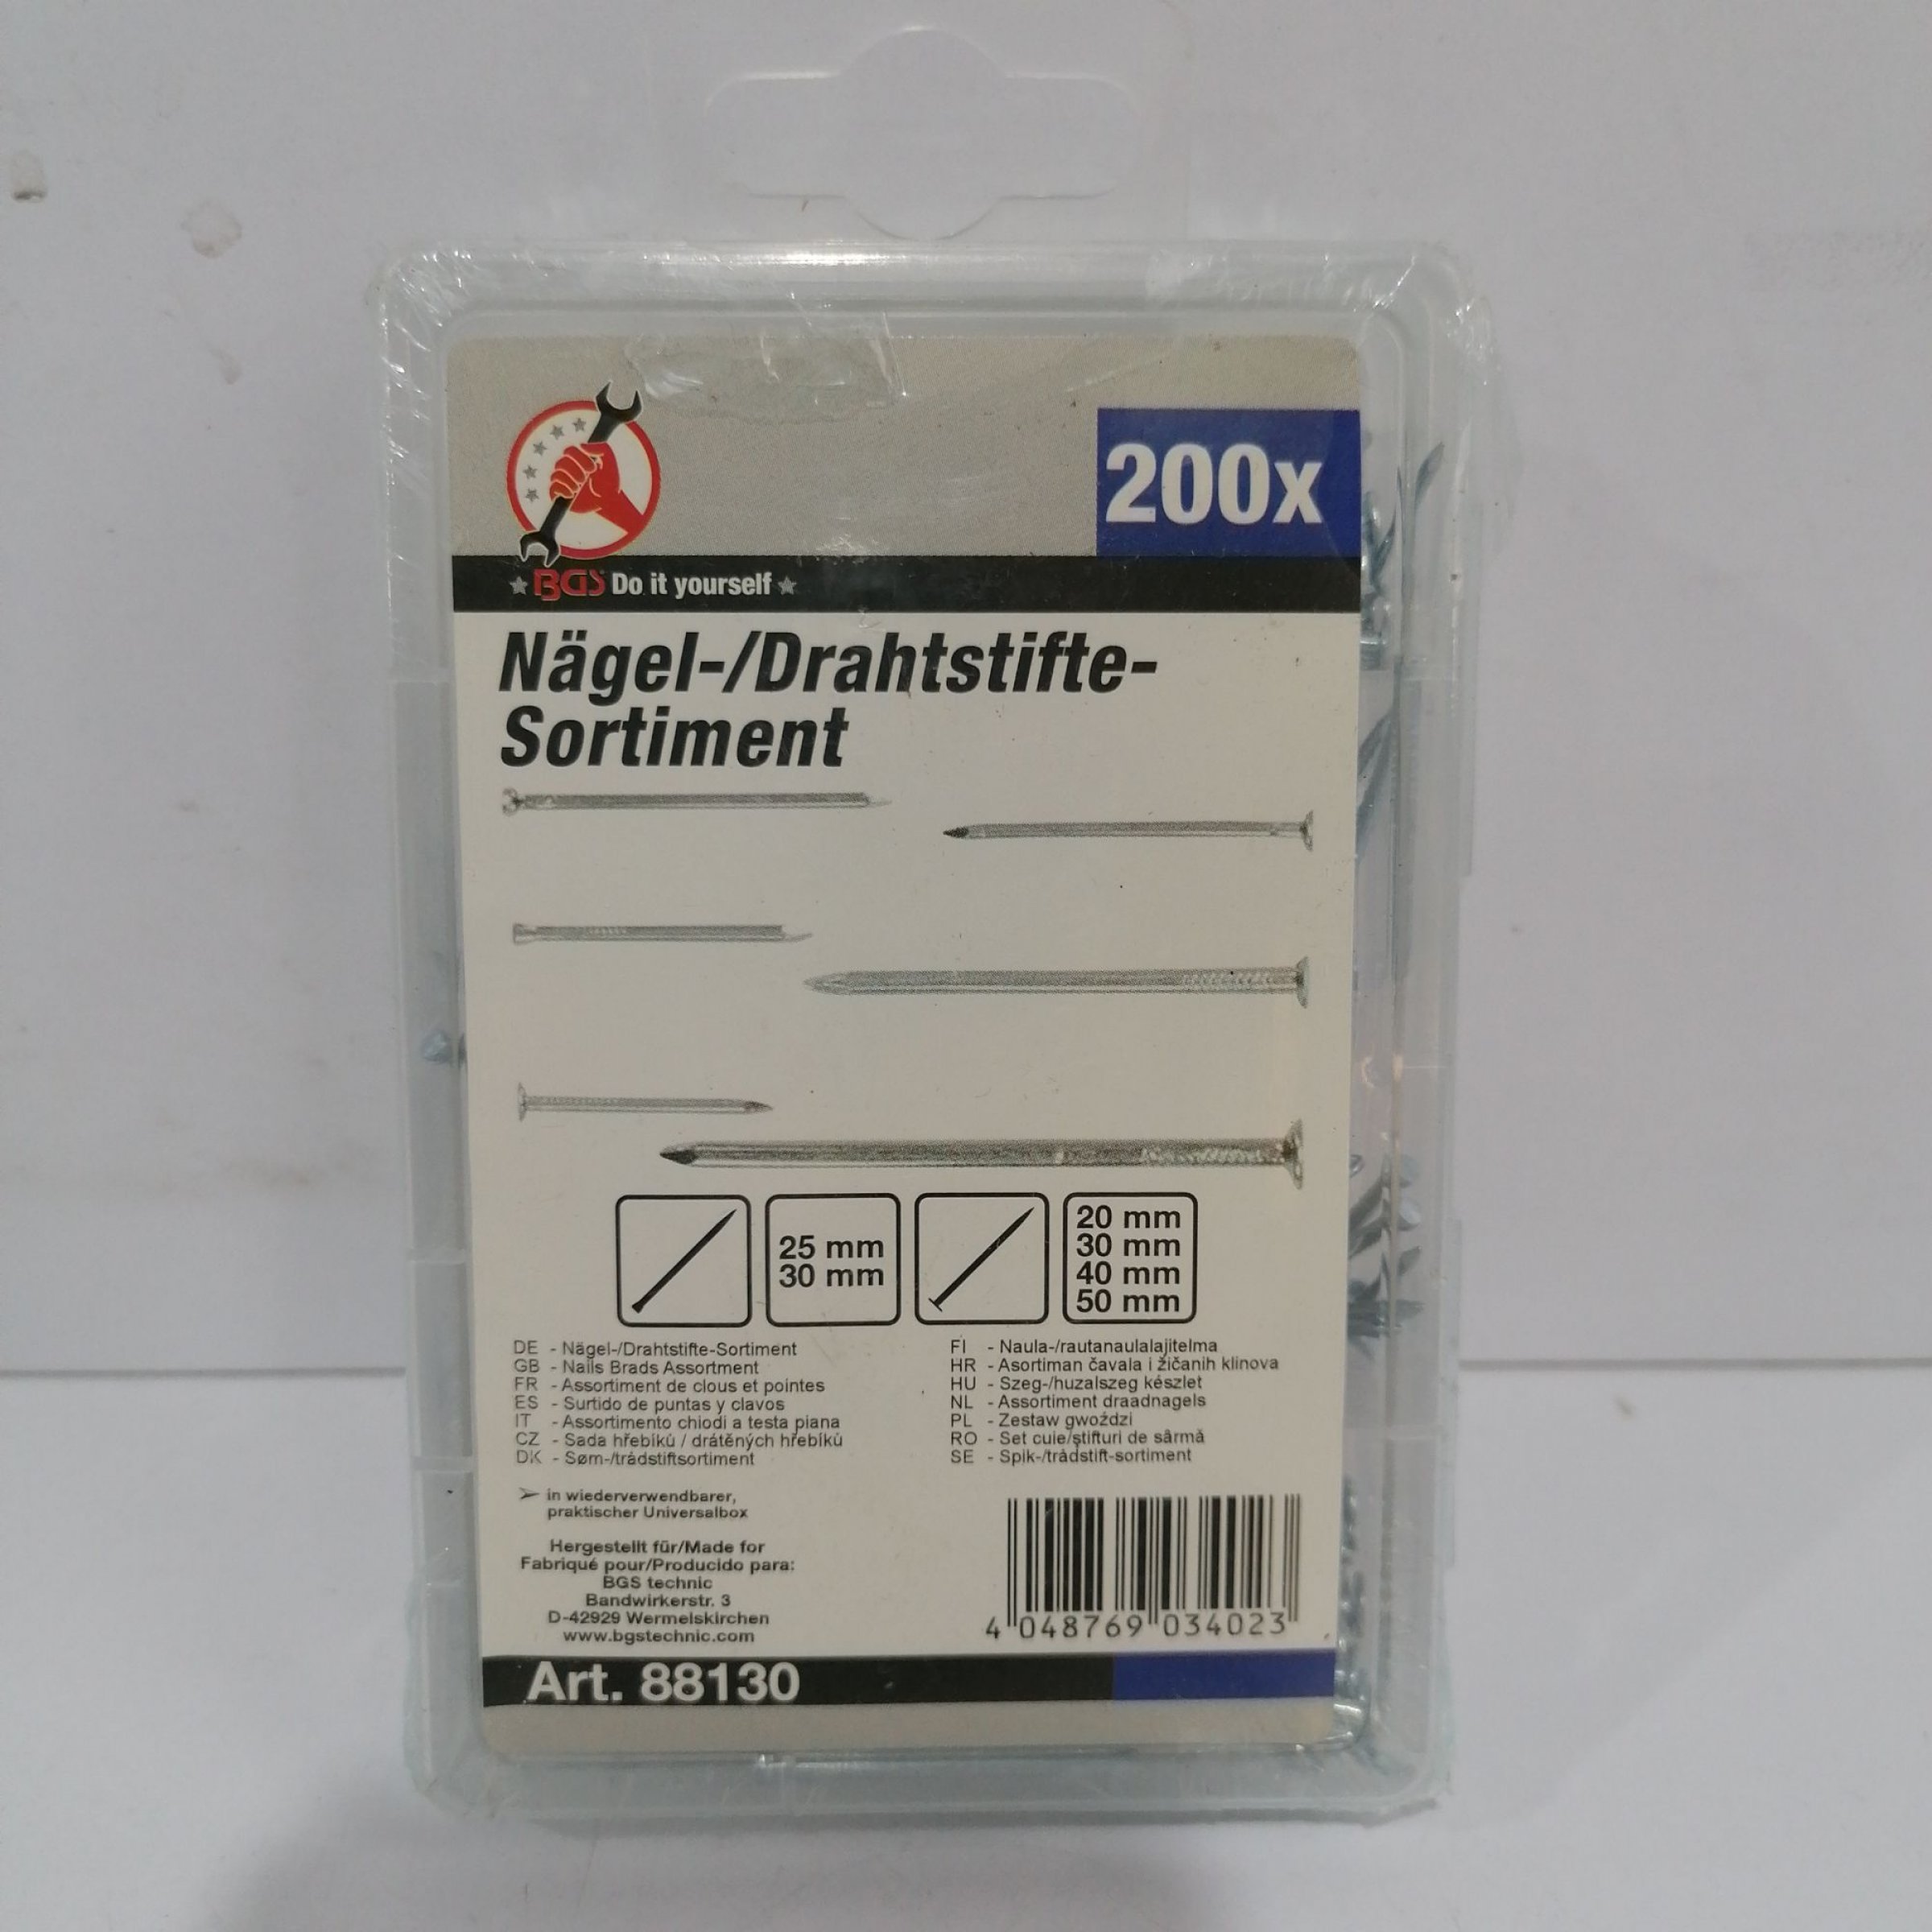 200x
BGS Do it yourself
Nägel-/Drahtstifte-
Sortiment
25 mm
30 mm
20 mm
30 mm
40 mm
50 mm
DE - Nägel-/Drahtstifte-Sortiment
GB - Nails Brads Assortment
FR - Assortiment de clous et pointes
ES - Surtido de puntas y clavos
IT - Assortimento chiodi a testa piana
CZ - Sada hřebíků / drátěných hřebíků
DK - Søm-/trådstiftsortiment
FI - Naula-/rautanaulalajitelma
HR - Asortiman čavala i žičanih klinova
HU - Szeg-/huzalszeg készlet
NL - Assortiment draadnagels
PL - Zestaw gwoździ
RO - Set cuie/ştifturi de sârmă
SE - Spik-/trådstift-sortiment
in wiederverwendbarer,
praktischer Universalbox
Hergestellt für/Made for
Fabriqué pour/Producido para:
BGS technic
Bandwirkerstr. 3
D-42929 Wermelskirchen
www.bgstechnic.com
4 048769 034023
Art. 88130